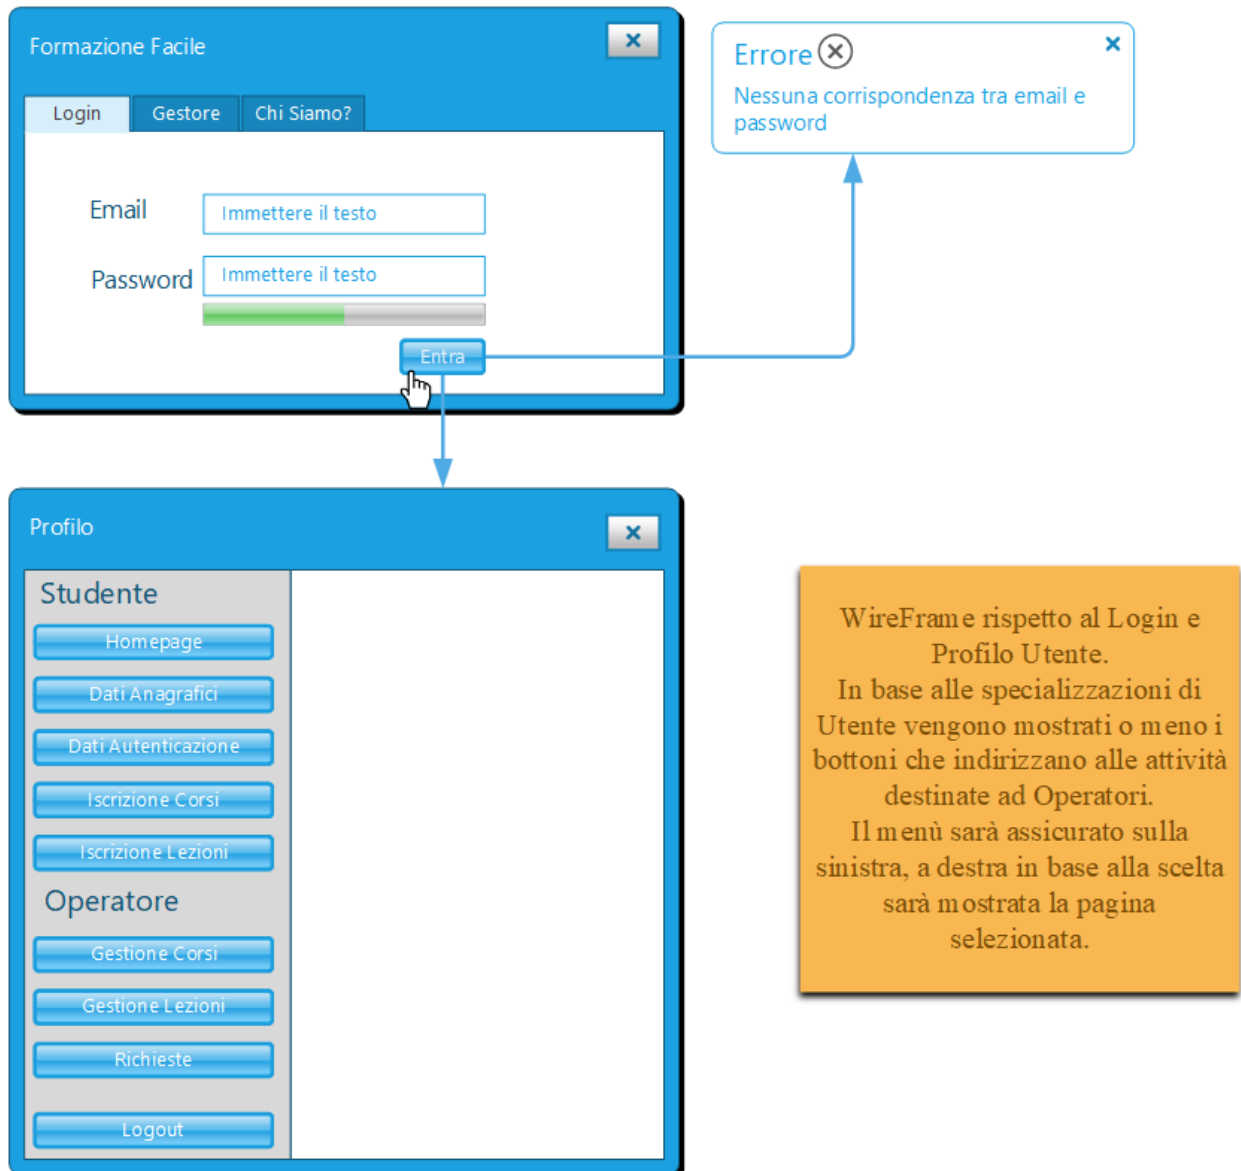 Formazione Facile
Login
Gestore
Chi Siamo?
Email
Immettere il testo
Password
Immettere il testo
Entra
Errore
Nessuna corrispondenza tra email e
password
Profilo
Studente
Homepage
Dati Anagrafici
Dati Autenticazione
Iscrizione Corsi
Iscrizione Lezioni
Operatore
Gestione Corsi
Gestione Lezioni
Richieste
Logout
WireFrame rispetto al Login e
Profilo Utente.
In base alle specializzazioni di
Utente vengono mostrati o meno i
bottoni che indirizzano alle attività
destinate ad Operatori.
Il menù sarà assicurato sulla
sinistra, a destra in base alla scelta
sarà mostrata la pagina
selezionata.